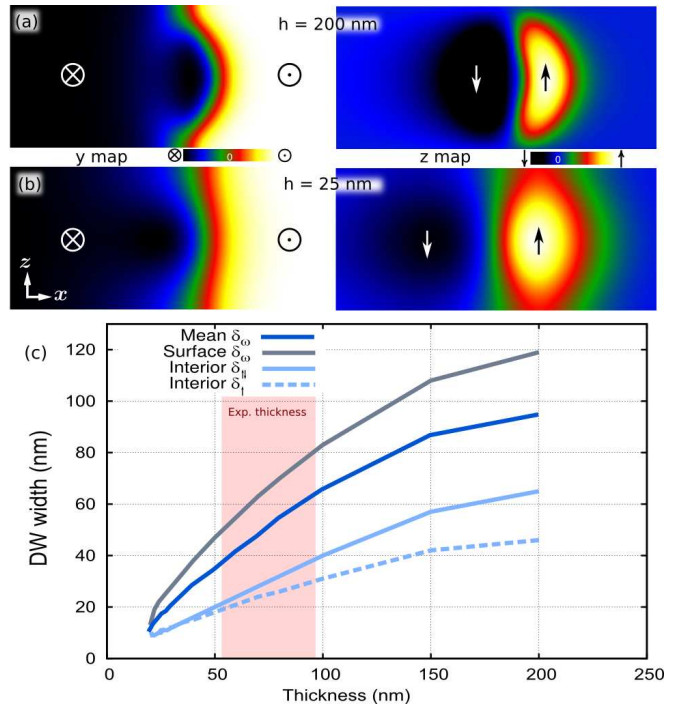 (a)
h = 200 nm
y map
0
z map
0
(b)
h = 25 nm
z
x
(c)
Mean δω
Surface δω
Interior δ⥮
Interior δ↑
Exp. thickness
DW width (nm)
120
100
80
60
40
20
0
0
50
100
150
200
250
Thickness (nm)